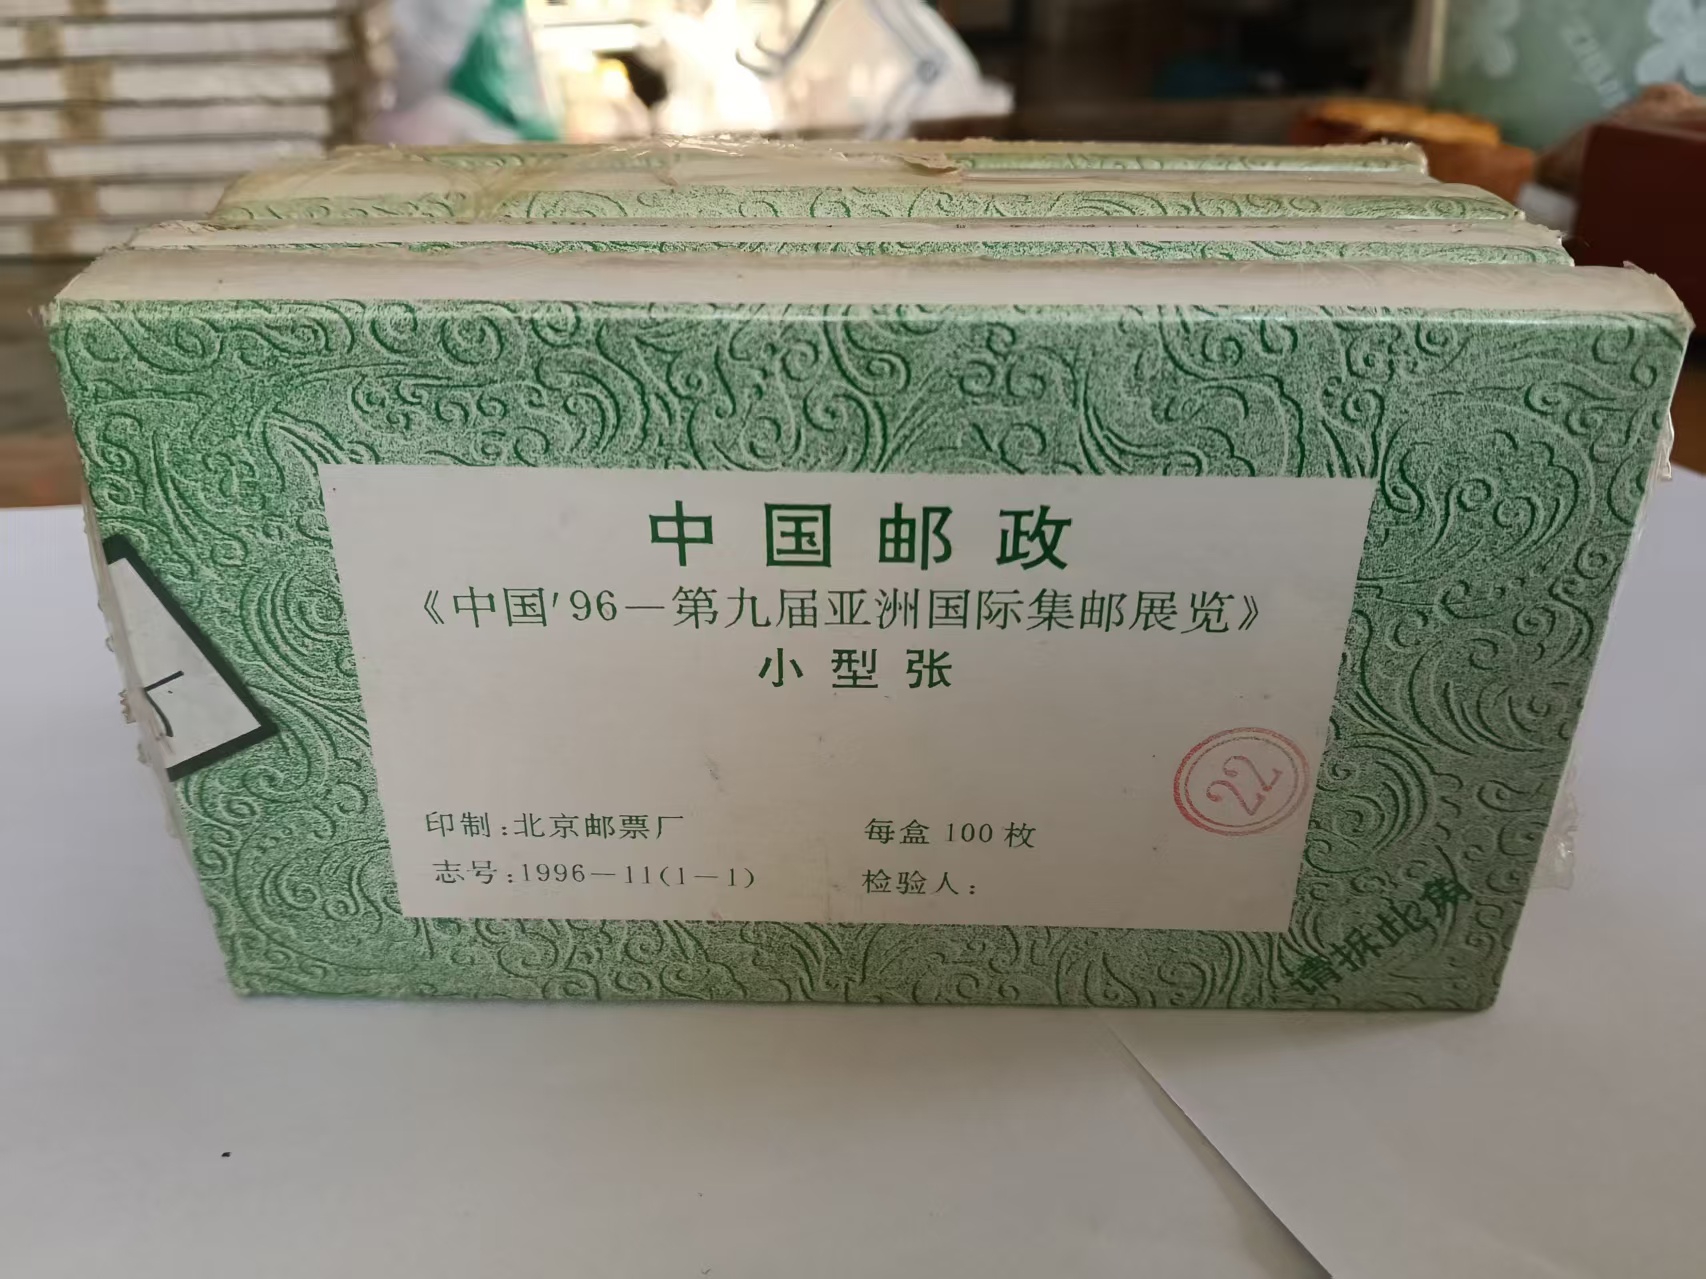 中国邮政
《中国'96－第九届亚洲国际集邮展览》
小型张
22
印制：北京邮票厂
每盒 100 枚
志号：1996－11(1－1)
检验人：
请抠此角